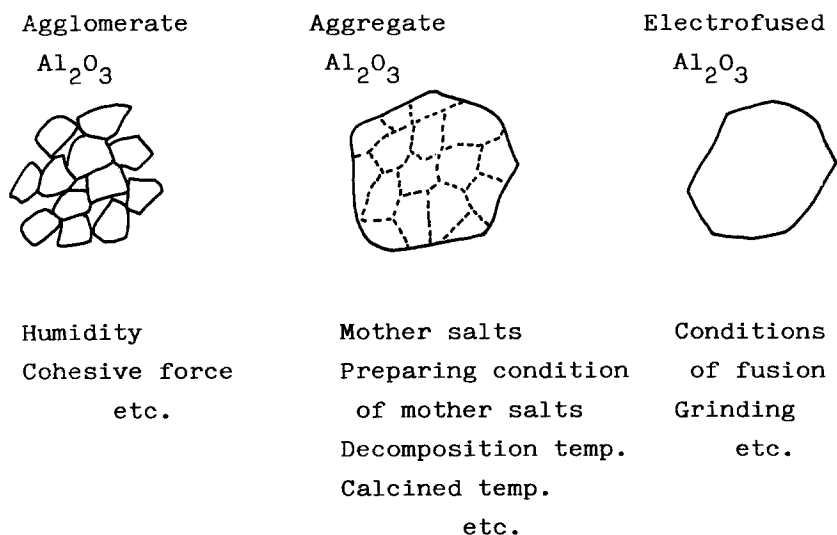 Agglomerate
Al2O3
Aggregate
Al2O3
Electrofused
Al2O3
Humidity
Cohesive force
etc.
Mother salts
Preparing condition
of mother salts
Decomposition temp.
Calcined temp.
etc.
Conditions
of fusion
Grinding
etc.